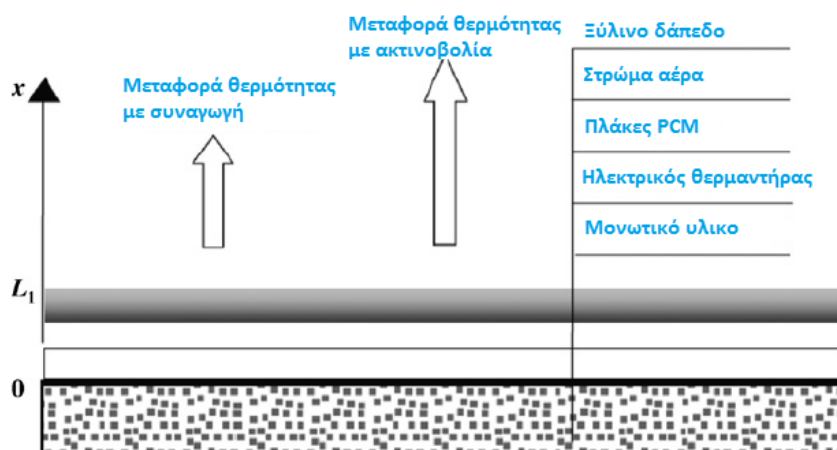 Μεταφορά θερμότητας
με ακτινοβολία
Ξύλινο δάπεδο
x
Μεταφορά θερμότητας
με συναγωγή
Στρώμα αέρα
Πλάκες PCM
Ηλεκτρικός θερμαντήρας
Μονωτικό υλικο
L1
0